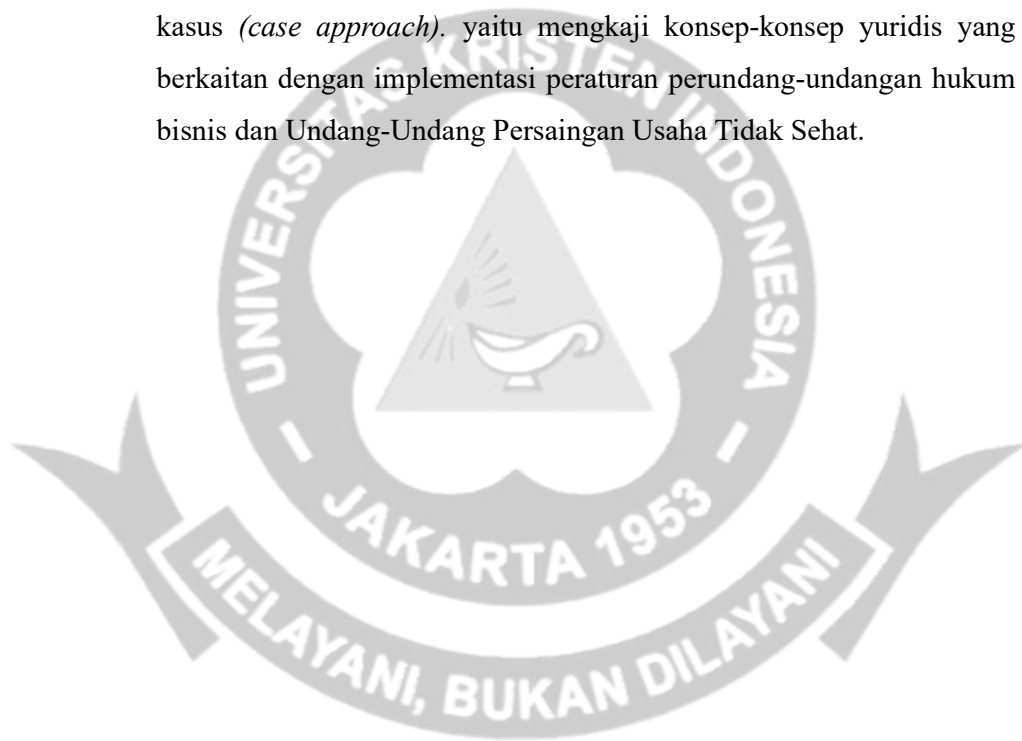 kasus (case approach). yaitu mengkaji konsep-konsep yuridis yang
berkaitan dengan implementasi peraturan perundang-undangan hukum
bisnis dan Undang-Undang Persaingan Usaha Tidak Sehat.
UNIVERSITAS KRISTEN INDONESIA
– JAKARTA 1953 –
MELAYANI, BUKAN DILAYANI